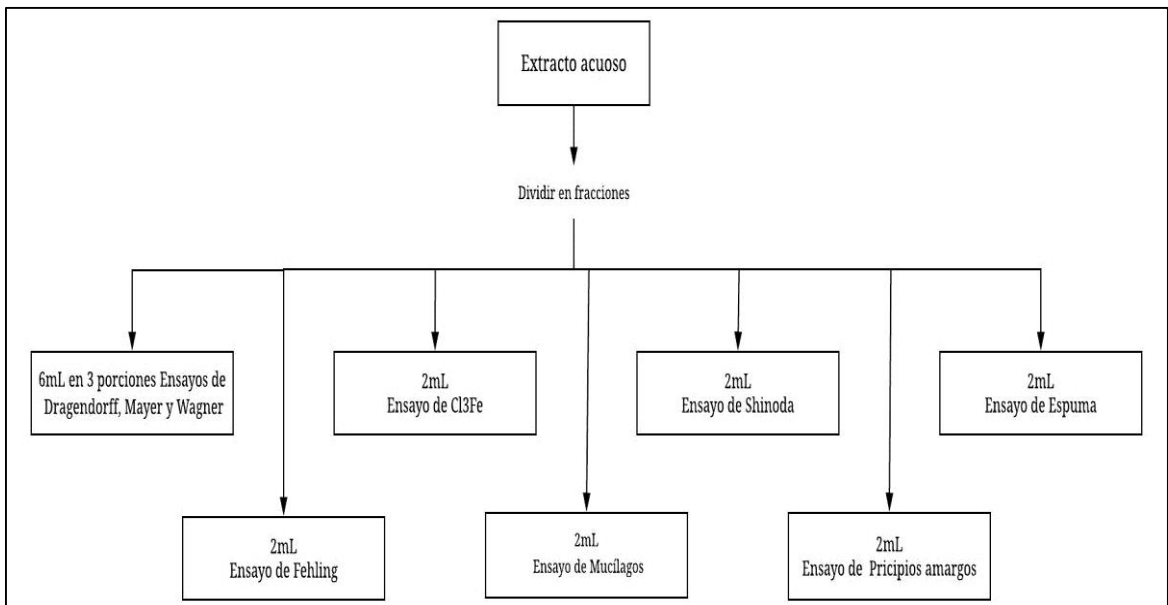 Extracto acuoso
Dividir en fracciones
6mL en 3 porciones Ensayos de
Dragendorff, Mayer y Wagner
2mL
Ensayo de Cl3Fe
2mL
Ensayo de Shinoda
2mL
Ensayo de Espuma
2mL
Ensayo de Fehling
2mL
Ensayo de Mucílagos
2mL
Ensayo de Pricipios amargos